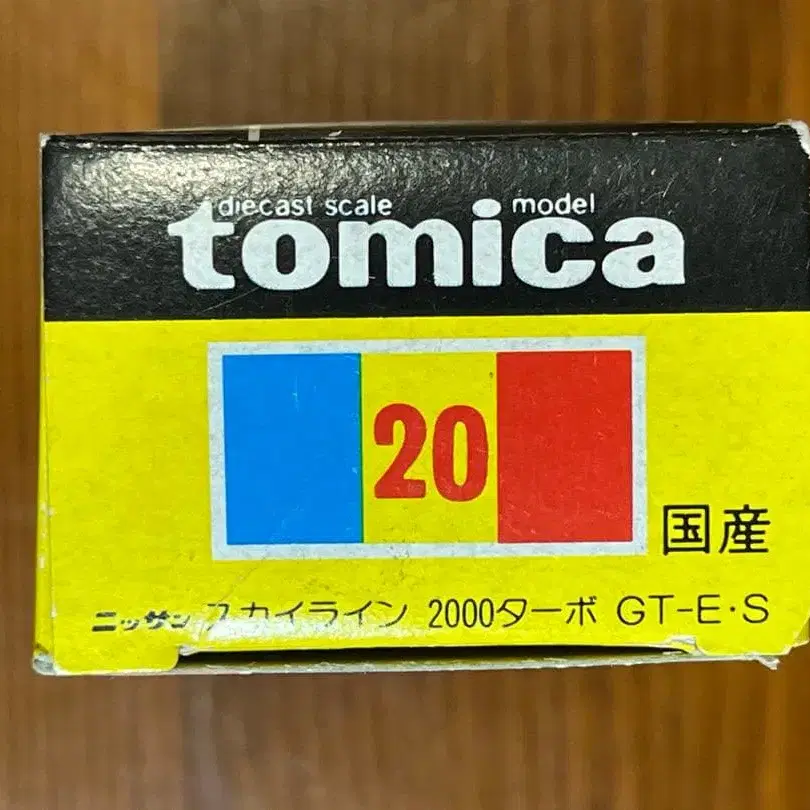 diecast scale model
tomica
20
国産
ニッサン スカイライン 2000ターボ GT-E・S